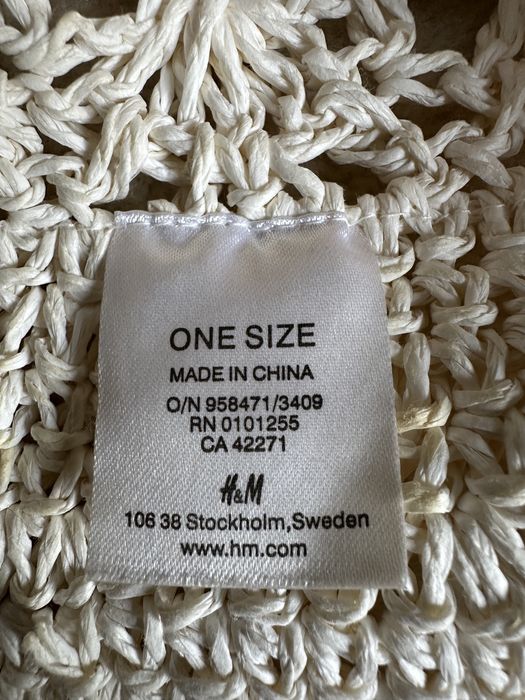 ONE SIZE
MADE IN CHINA
O/N 958471/3409
RN 0101255
CA 42271
H&M
106 38 Stockholm,Sweden
www.hm.com